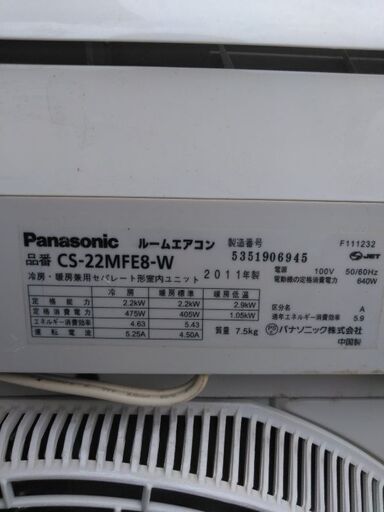 Panasonic ルームエアコン 製造番号 F111232
品番 CS-22MFE8-W 5351906945 JET
冷房・暖房兼用セパレート形室内ユニット 2011年製 電源 100V 50/60Hz
電動機の定格消費電力 640W
冷房 暖房標準 暖房低温
定格能力 2.2kW 2.2kW 2.9kW 区分名 A
定格消費電力 475W 405W 1.05kW 通年エネルギー消費効率 5.9
エネルギー消費効率 4.63 5.43
運転電流 5.25A 4.50A 質量 7.5kg パナソニック株式会社
中国製